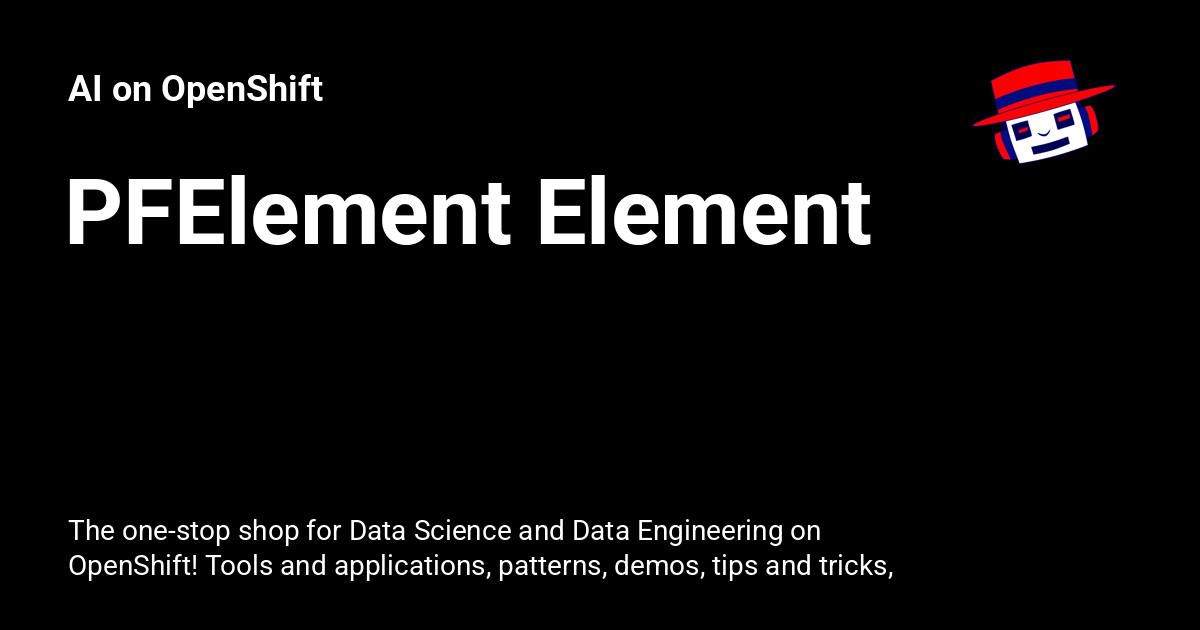 AI on OpenShift
PFElement Element
The one-stop shop for Data Science and Data Engineering on
OpenShift! Tools and applications, patterns, demos, tips and tricks,